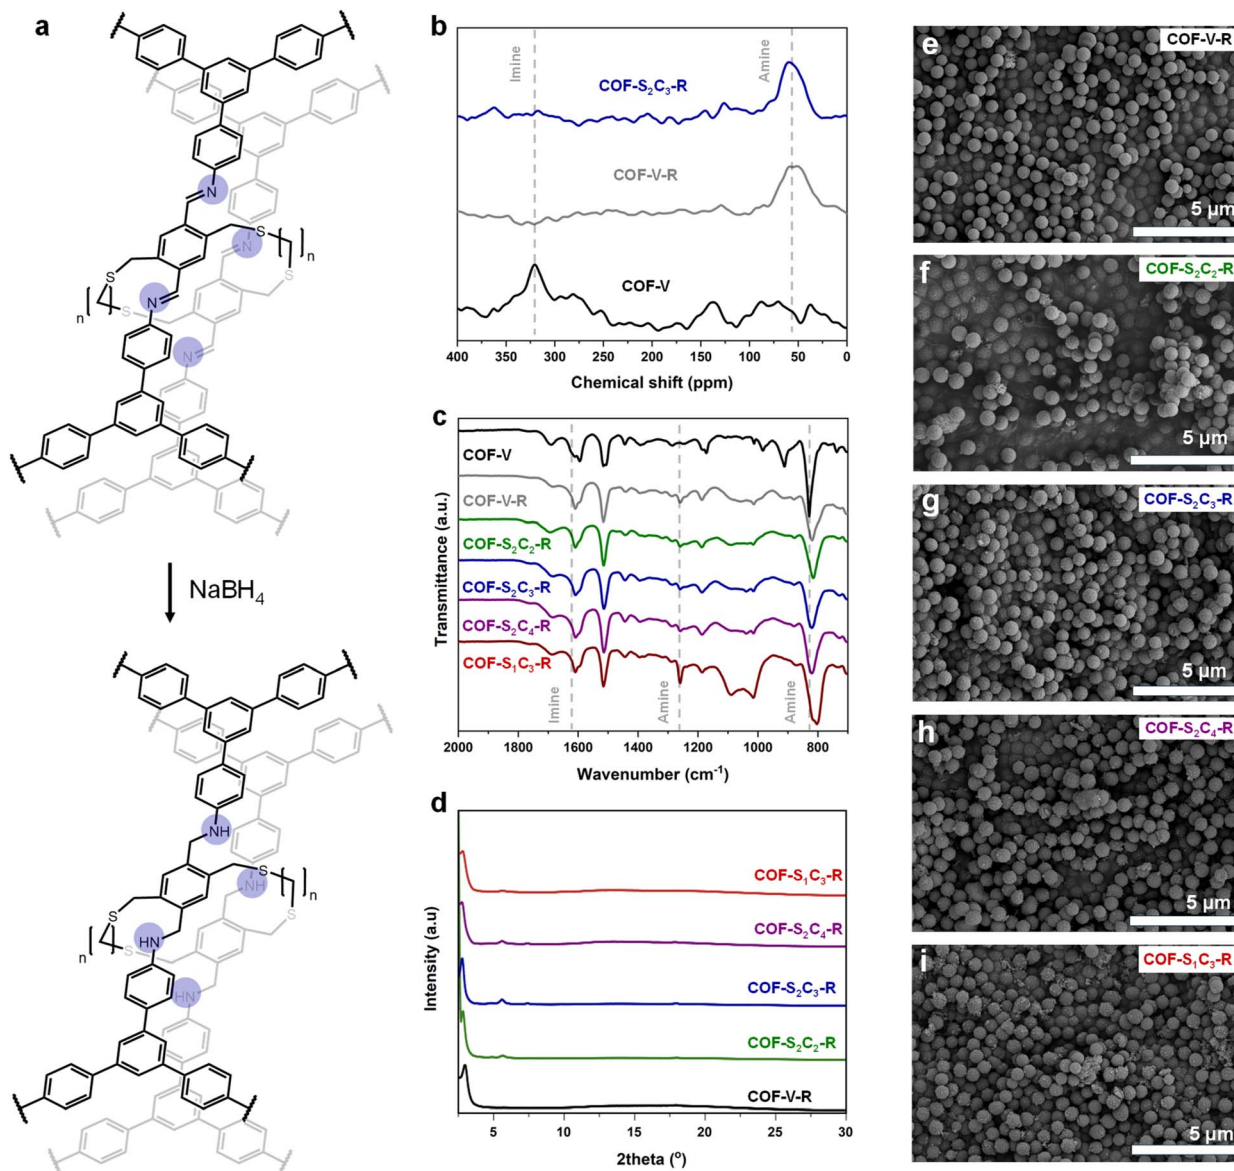 a
N
S
N
n
S
S
N
n
S
N
NaBH₄
NH
S
NH
n
S
S
HN
n
S
HN
b
Imine
Amine
COF-S₂C₃-R
COF-V-R
COF-V
400 350 300 250 200 150 100 50 0
Chemical shift (ppm)
c
COF-V
COF-V-R
COF-S₂C₂-R
COF-S₂C₃-R
COF-S₂C₄-R
COF-S₁C₃-R
Imine
Amine
Amine
Transmittance (a.u.)
2000 1800 1600 1400 1200 1000 800
Wavenumber (cm⁻¹)
d
COF-S₁C₃-R
COF-S₂C₄-R
COF-S₂C₃-R
COF-S₂C₂-R
COF-V-R
Intensity (a.u)
5 10 15 20 25 30
2theta (°)
e COF-V-R
5 µm
f COF-S₂C₂-R
5 µm
g COF-S₂C₃-R
5 µm
h COF-S₂C₄-R
5 µm
i COF-S₁C₃-R
5 µm